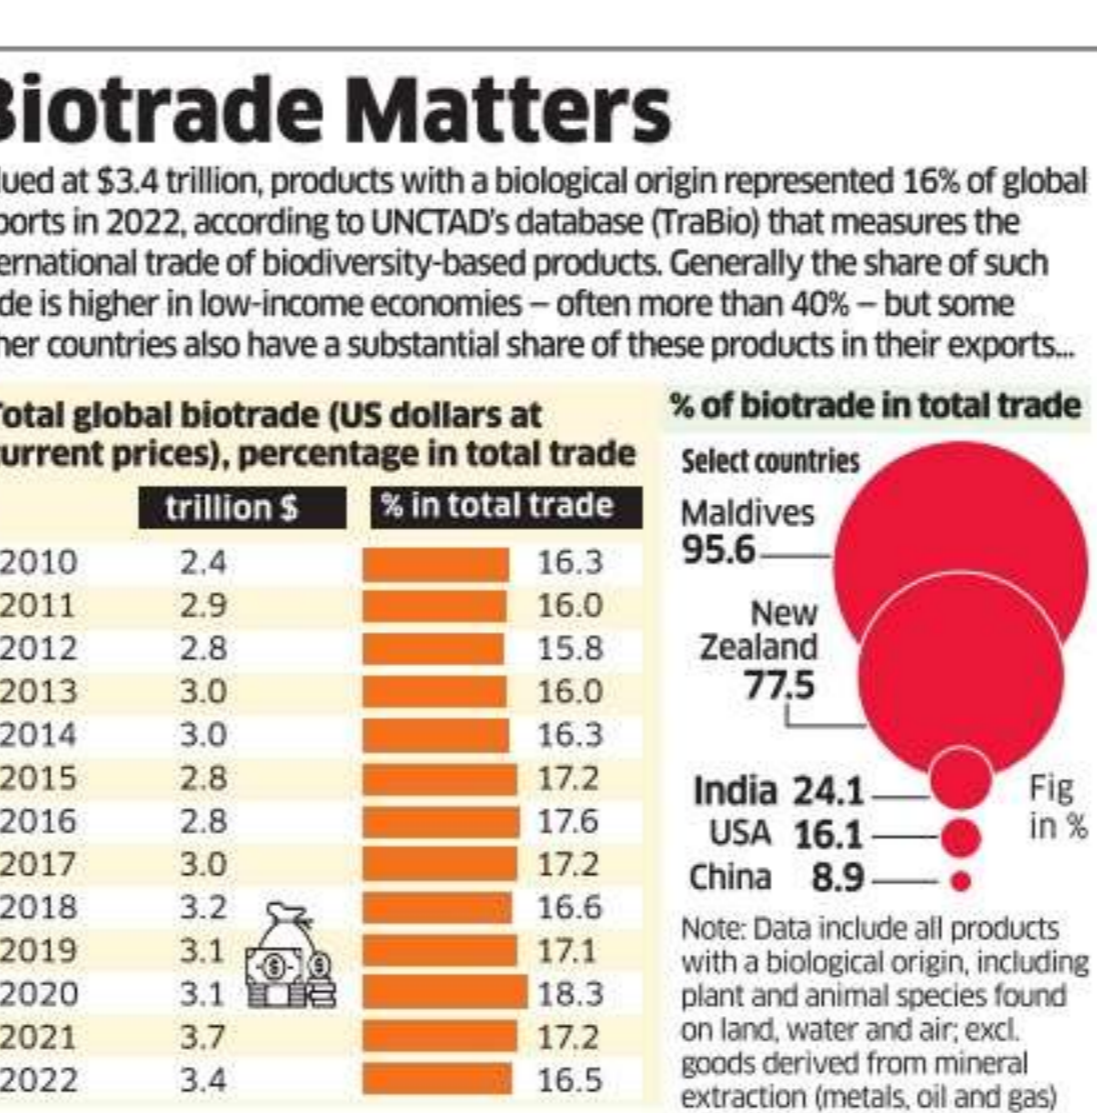 Biotrade Matters
lued at $3.4 trillion, products with a biological origin represented 16% of global
ports in 2022, according to UNCTAD's database (TraBio) that measures the
ernational trade of biodiversity-based products. Generally the share of such
de is higher in low-income economies – often more than 40% – but some
her countries also have a substantial share of these products in their exports...
Total global biotrade (US dollars at
urrent prices), percentage in total trade
trillion $ % in total trade
2010 2.4 16.3
2011 2.9 16.0
2012 2.8 15.8
2013 3.0 16.0
2014 3.0 16.3
2015 2.8 17.2
2016 2.8 17.6
2017 3.0 17.2
2018 3.2 16.6
2019 3.1 17.1
2020 3.1 18.3
2021 3.7 17.2
2022 3.4 16.5
% of biotrade in total trade
Select countries
Maldives
95.6
New
Zealand
77.5
India 24.1
USA 16.1
China 8.9
Fig
in %
Note: Data include all products
with a biological origin, including
plant and animal species found
on land, water and air; excl.
goods derived from mineral
extraction (metals, oil and gas)